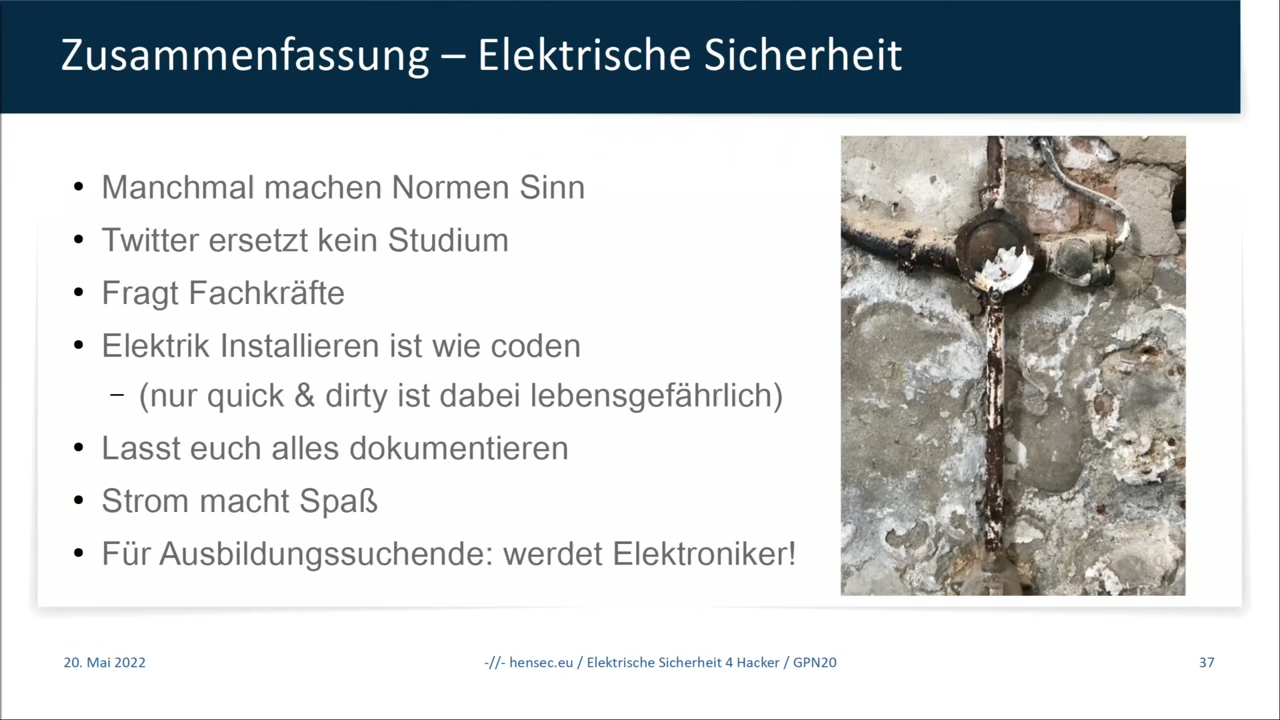 Zusammenfassung – Elektrische Sicherheit
• Manchmal machen Normen Sinn
• Twitter ersetzt kein Studium
• Fragt Fachkräfte
• Elektrik Installieren ist wie coden
– (nur quick & dirty ist dabei lebensgefährlich)
• Lasst euch alles dokumentieren
• Strom macht Spaß
• Für Ausbildungssuchende: werdet Elektroniker!
20. Mai 2022
-//- hensec.eu / Elektrische Sicherheit 4 Hacker / GPN20
37